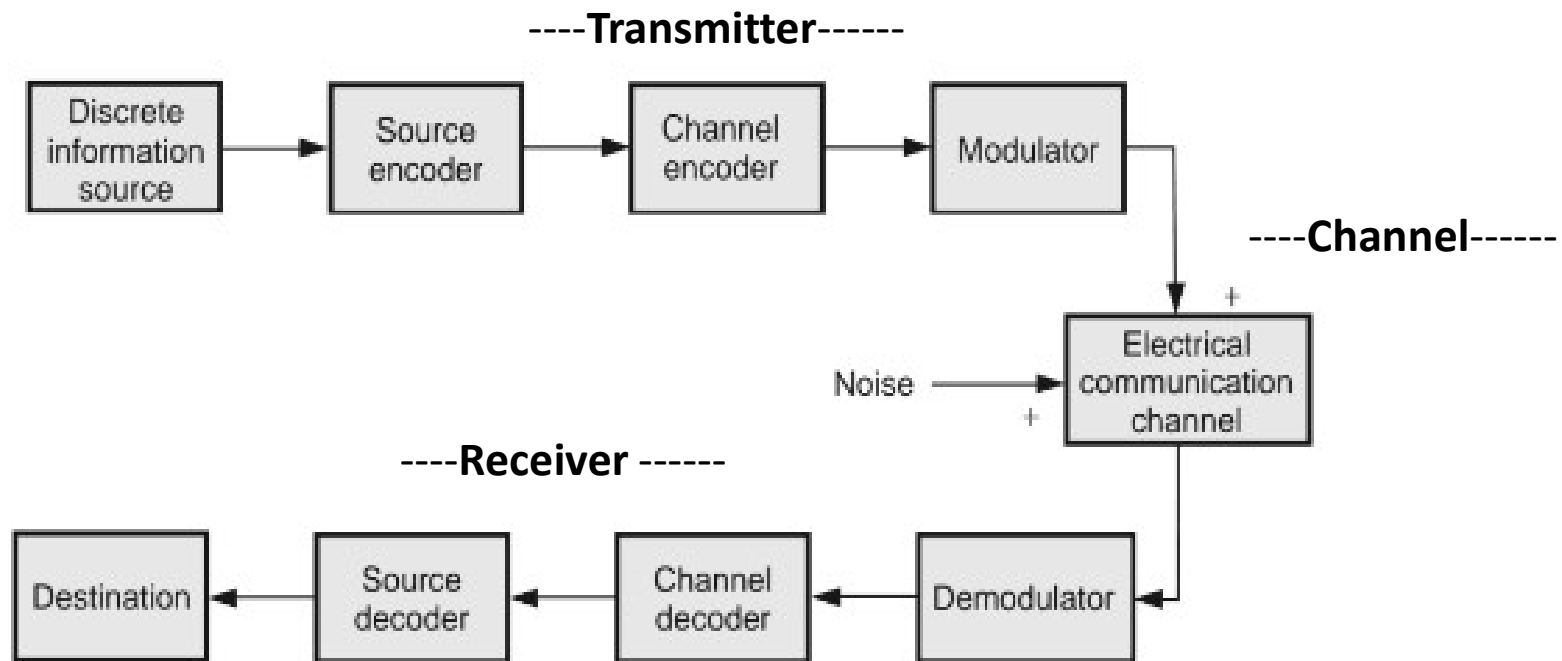 ----Transmitter------
Discrete
information
source
Source
encoder
Channel
encoder
Modulator
----Channel------
+
Electrical
communication
channel
Noise
+
----Receiver ------
Destination
Source
decoder
Channel
decoder
Demodulator